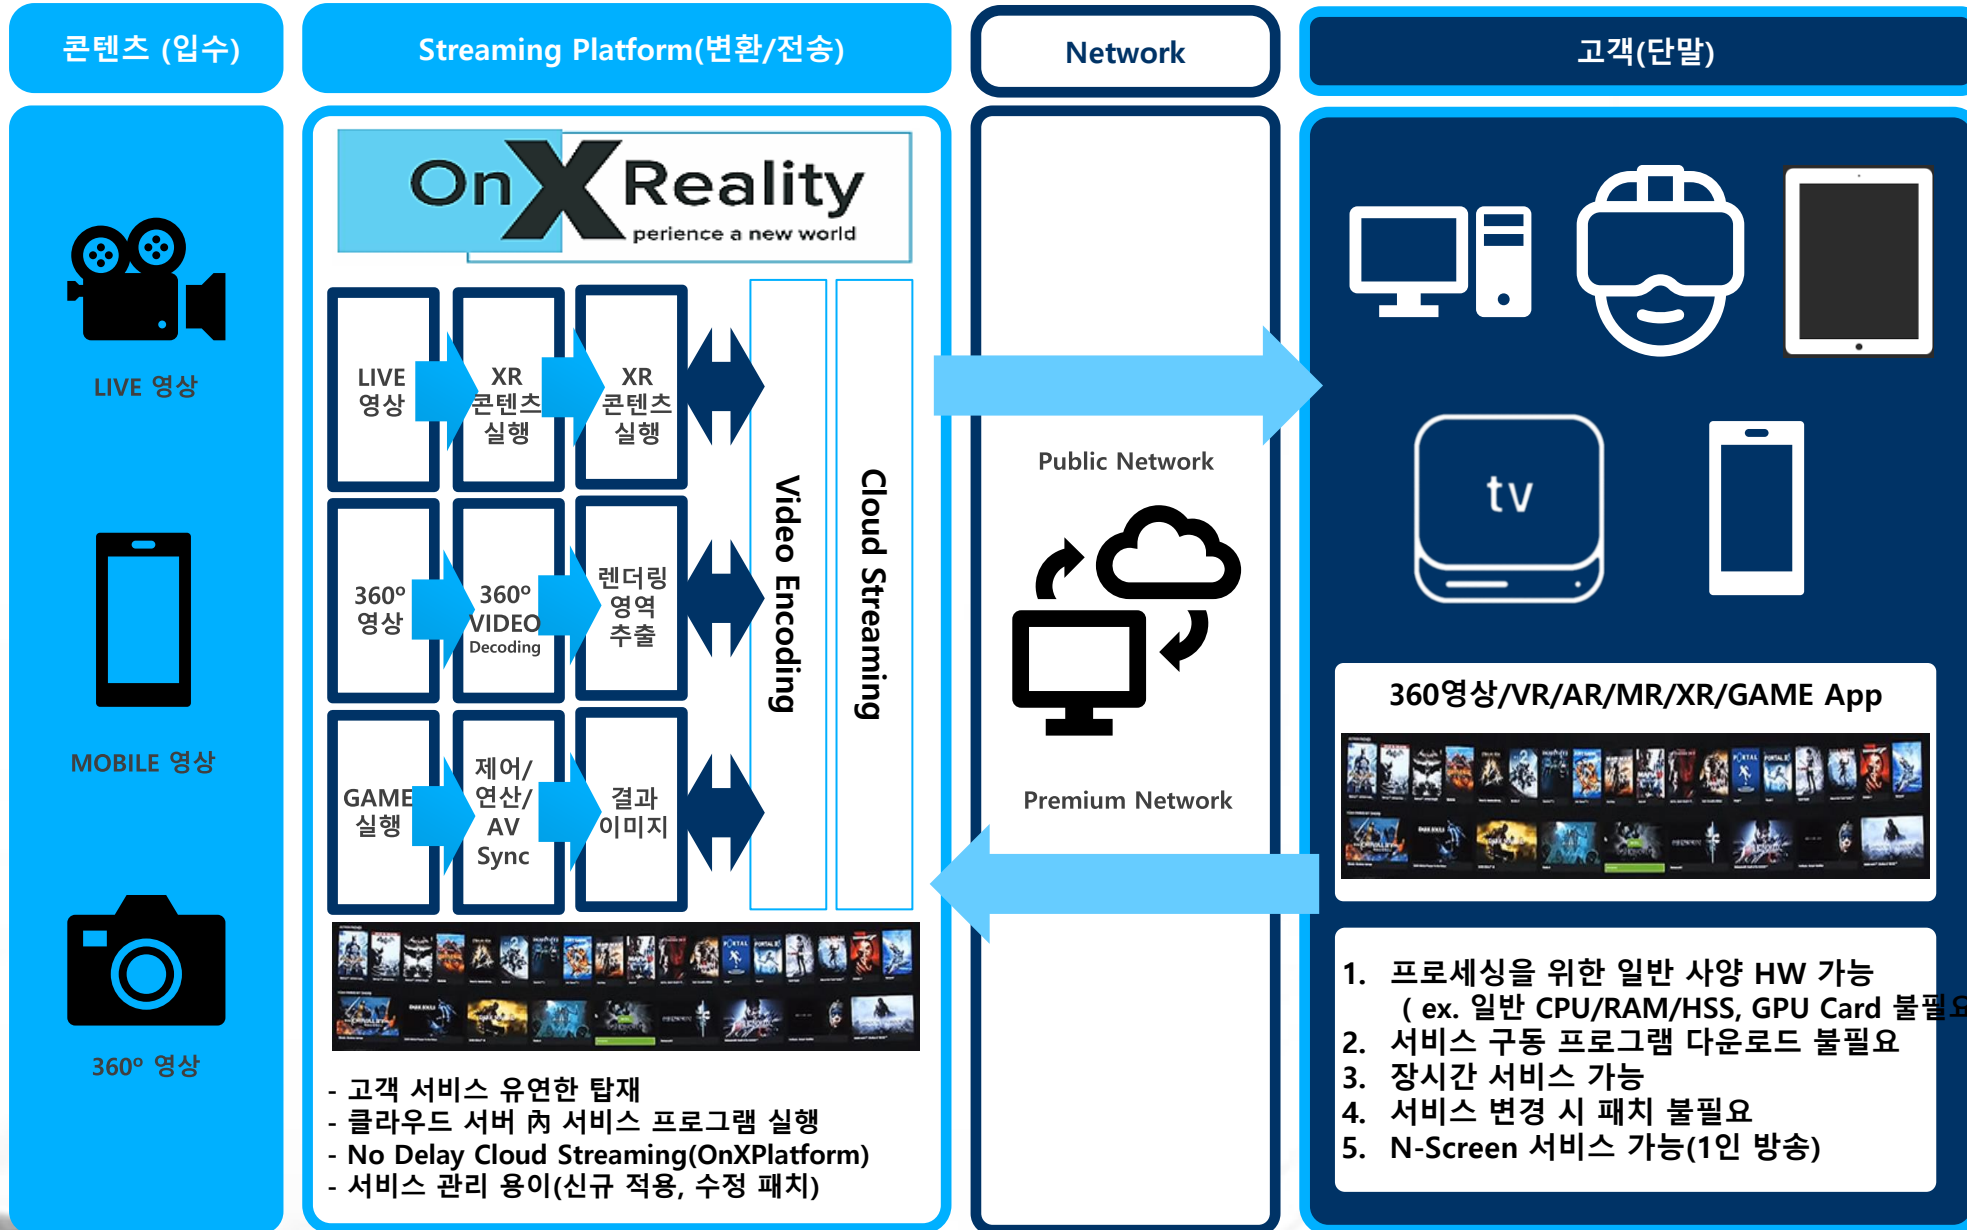 콘텐츠 (입수)
Streaming Platform(변환/전송)
Network
고객(단말)
LIVE 영상
MOBILE 영상
360º 영상
OnXReality
perience a new world
LIVE
영상
XR
콘텐츠
실행
XR
콘텐츠
실행
360º
영상
360º
VIDEO
Decoding
렌더링
영역
추출
GAME
실행
제어/
연산/
AV
Sync
결과
이미지
Video Encoding
Cloud Streaming
- 고객 서비스 유연한 탑재
- 클라우드 서버 內 서비스 프로그램 실행
- No Delay Cloud Streaming(OnXPlatform)
- 서비스 관리 용이(신규 적용, 수정 패치)
Public Network
Premium Network
tv
360영상/VR/AR/MR/XR/GAME App
1. 프로세싱을 위한 일반 사양 HW 가능
( ex. 일반 CPU/RAM/HSS, GPU Card 불필요
2. 서비스 구동 프로그램 다운로드 불필요
3. 장시간 서비스 가능
4. 서비스 변경 시 패치 불필요
5. N-Screen 서비스 가능(1인 방송)